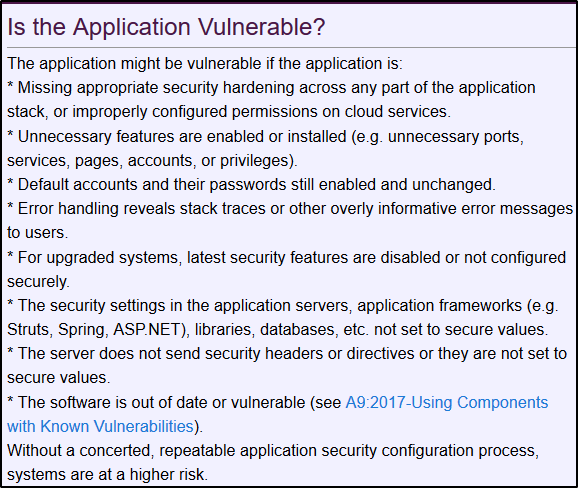 Is the Application Vulnerable?
The application might be vulnerable if the application is:
* Missing appropriate security hardening across any part of the application
stack, or improperly configured permissions on cloud services.
* Unnecessary features are enabled or installed (e.g. unnecessary ports,
services, pages, accounts, or privileges).
* Default accounts and their passwords still enabled and unchanged.
* Error handling reveals stack traces or other overly informative error messages
to users.
* For upgraded systems, latest security features are disabled or not configured
securely.
* The security settings in the application servers, application frameworks (e.g.
Struts, Spring, ASP.NET), libraries, databases, etc. not set to secure values.
* The server does not send security headers or directives or they are not set to
secure values.
* The software is out of date or vulnerable (see A9:2017-Using Components
with Known Vulnerabilities).
Without a concerted, repeatable application security configuration process,
systems are at a higher risk.